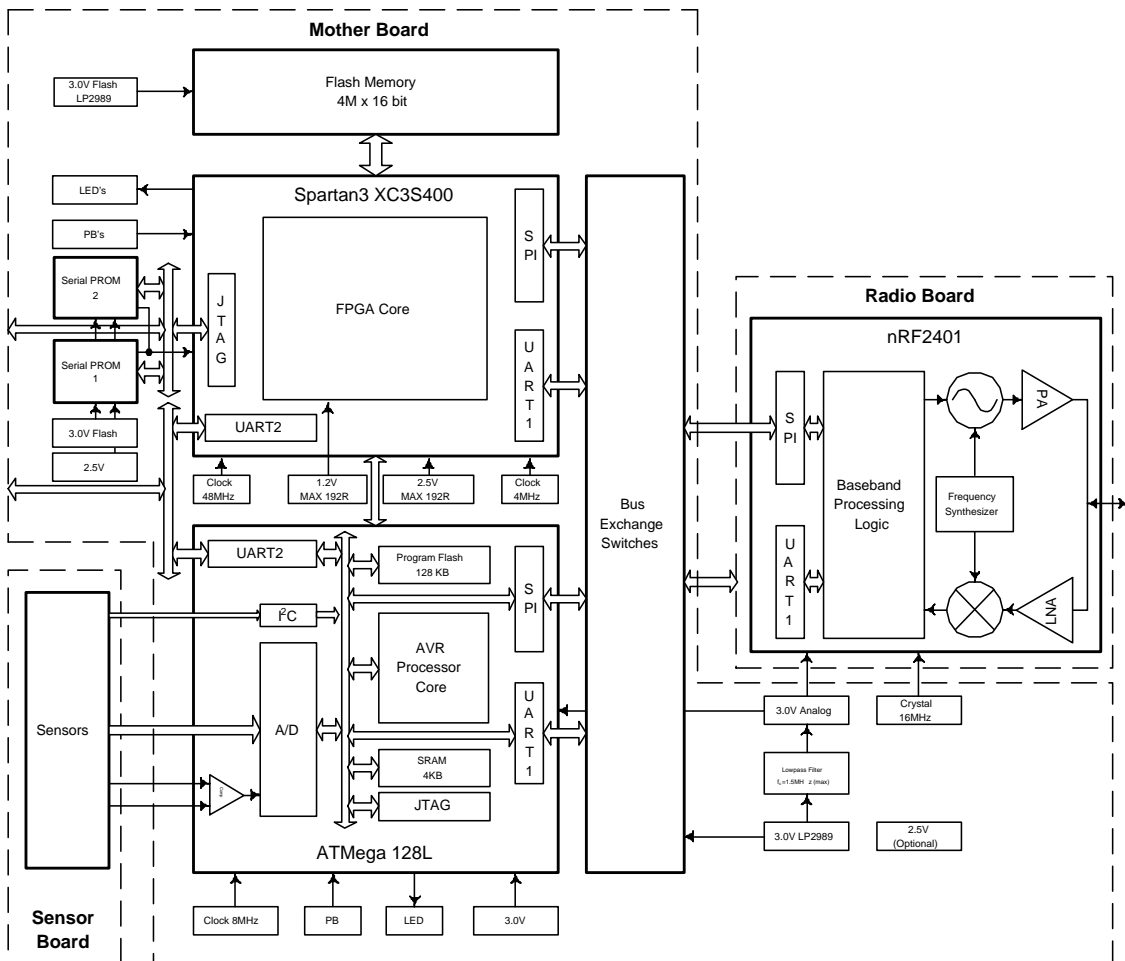 Mother Board
3.0V Flash
LP2989
Flash Memory
4M x 16 bit
LED's
PB's
Spartan3 XC3S400
FPGA Core
S
PI
U
A
R
T
1
J
T
A
G
UART2
Serial PROM
2
Serial PROM
1
3.0V Flash
2.5V
Clock
48MHz
1.2V
MAX 192R
2.5V
MAX 192R
Clock
4MHz
Bus
Exchange
Switches
Radio Board
nRF2401
S
PI
U
A
R
T
1
Baseband
Processing
Logic
PA
Frequency
Synthesizer
LNA
3.0V Analog
Crystal
16MHz
Lowpass Filter
fc=1.5MH z (max)
3.0V LP2989
2.5V
(Optional)
UART2
Program Flash
128 KB
I²C
S
PI
AVR
Processor
Core
A/D
U
A
R
T
1
SRAM
4KB
JTAG
Comp
ATMega 128L
Clock 8MHz
PB
LED
3.0V
Sensors
Sensor
Board